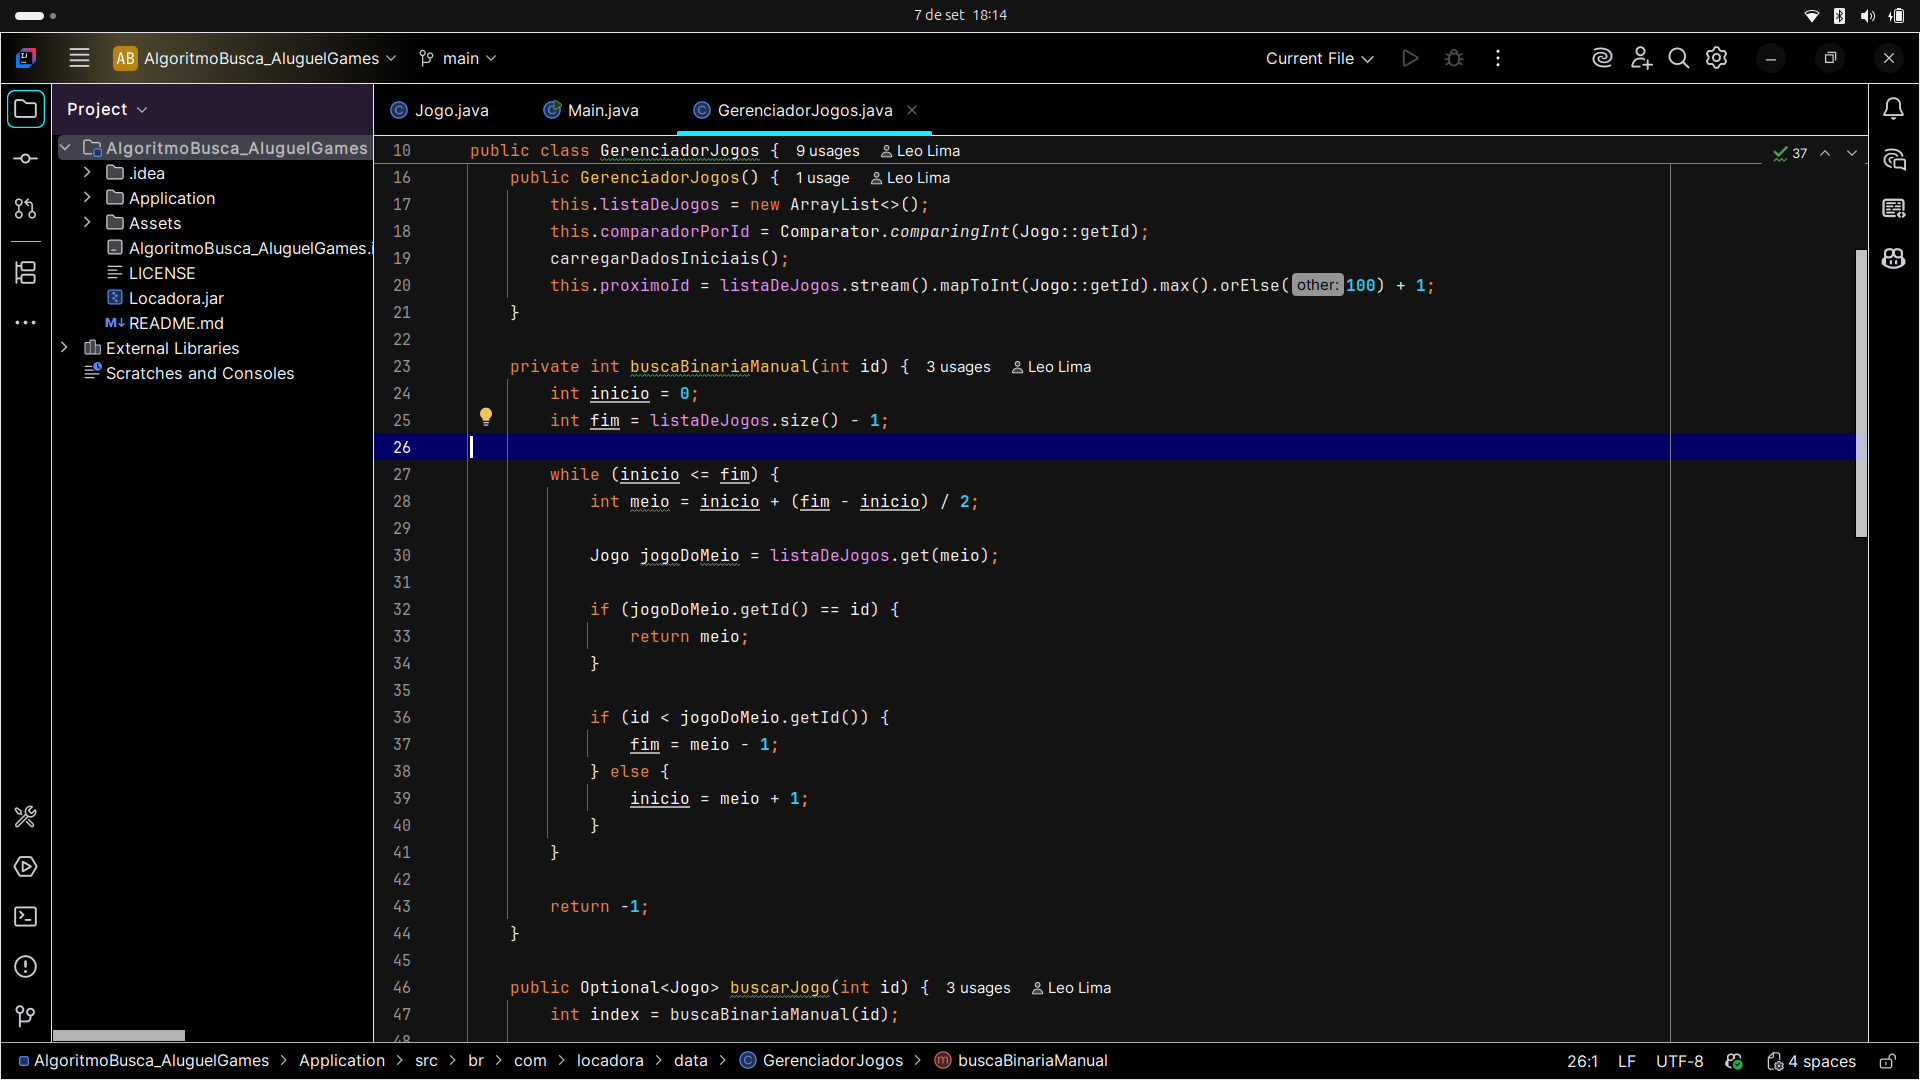 7 de set 18:14
AB AlgoritmoBusca_AluguelGames main Current File
Project
Jogo.java Main.java GerenciadorJogos.java
AlgoritmoBusca_AluguelGames
.idea
Application
Assets
AlgoritmoBusca_AluguelGames.i
LICENSE
Locadora.jar
README.md
External Libraries
Scratches and Consoles
10 public class GerenciadorJogos { 9 usages Leo Lima 37
16 public GerenciadorJogos() { 1 usage Leo Lima
17 this.listaDeJogos = new ArrayList<>();
18 this.comparadorPorId = Comparator.comparingInt(Jogo::getId);
19 carregarDadosIniciais();
20 this.proximoId = listaDeJogos.stream().mapToInt(Jogo::getId).max().orElse( other: 100) + 1;
21 }
22
23 private int buscaBinariaManual(int id) { 3 usages Leo Lima
24 int inicio = 0;
25 int fim = listaDeJogos.size() - 1;
26
27 while (inicio <= fim) {
28 int meio = inicio + (fim - inicio) / 2;
29
30 Jogo jogoDoMeio = listaDeJogos.get(meio);
31
32 if (jogoDoMeio.getId() == id) {
33 return meio;
34 }
35
36 if (id < jogoDoMeio.getId()) {
37 fim = meio - 1;
38 } else {
39 inicio = meio + 1;
40 }
41 }
42
43 return -1;
44 }
45
46 public Optional<Jogo> buscarJogo(int id) { 3 usages Leo Lima
47 int index = buscaBinariaManual(id);
48
AlgoritmoBusca_AluguelGames > Application > src > br > com > locadora > data > GerenciadorJogos > buscaBinariaManual 26:1 LF UTF-8 4 spaces